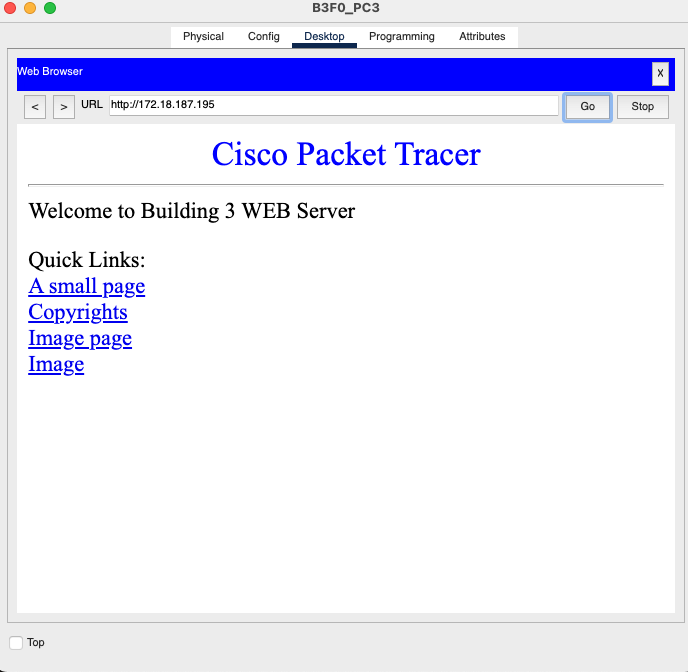 B3F0_PC3
Physical Config Desktop Programming Attributes
Web Browser X
< > URL http://172.18.187.195 Go Stop
Cisco Packet Tracer
Welcome to Building 3 WEB Server
Quick Links:
A small page
Copyrights
Image page
Image
Top